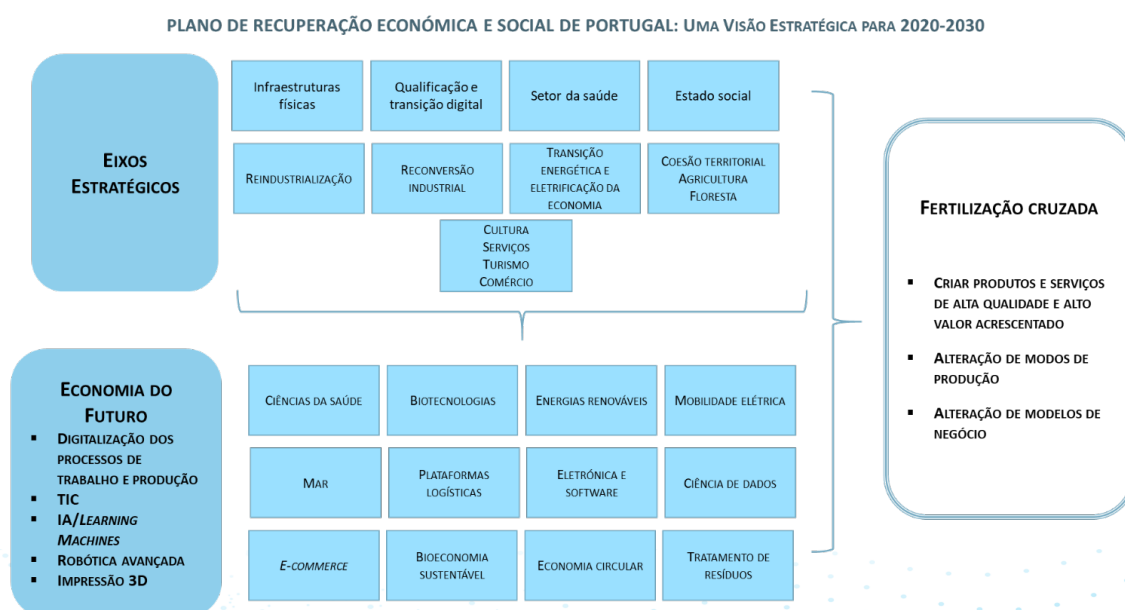 PLANO DE RECUPERAÇÃO ECONÓMICA E SOCIAL DE PORTUGAL: UMA VISÃO ESTRATÉGICA PARA 2020-2030
EIXOS
ESTRATÉGICOS
Infraestruturas
físicas
Qualificação e
transição digital
Setor da saúde
Estado social
REINDUSTRIALIZAÇÃO
RECONVERSÃO
INDUSTRIAL
TRANSIÇÃO
ENERGÉTICA E
ELETRIFICAÇÃO DA
ECONOMIA
COESÃO TERRITORIAL
AGRICULTURA
FLORESTA
CULTURA
SERVIÇOS
TURISMO
COMÉRCIO
ECONOMIA DO
FUTURO
▪ DIGITALIZAÇÃO DOS
PROCESSOS DE
TRABALHO E PRODUÇÃO
▪ TIC
▪ IA/LEARNING
MACHINES
▪ ROBÓTICA AVANÇADA
▪ IMPRESSÃO 3D
CIÊNCIAS DA SAÚDE
BIOTECNOLOGIAS
ENERGIAS RENOVÁVEIS
MOBILIDADE ELÉTRICA
MAR
PLATAFORMAS
LOGÍSTICAS
ELETRÓNICA E
SOFTWARE
CIÊNCIA DE DADOS
E-COMMERCE
BIOECONOMIA
SUSTENTÁVEL
ECONOMIA CIRCULAR
TRATAMENTO DE
RESÍDUOS
FERTILIZAÇÃO CRUZADA
▪ CRIAR PRODUTOS E SERVIÇOS
DE ALTA QUALIDADE E ALTO
VALOR ACRESCENTADO
▪ ALTERAÇÃO DE MODOS DE
PRODUÇÃO
▪ ALTERAÇÃO DE MODELOS DE
NEGÓCIO